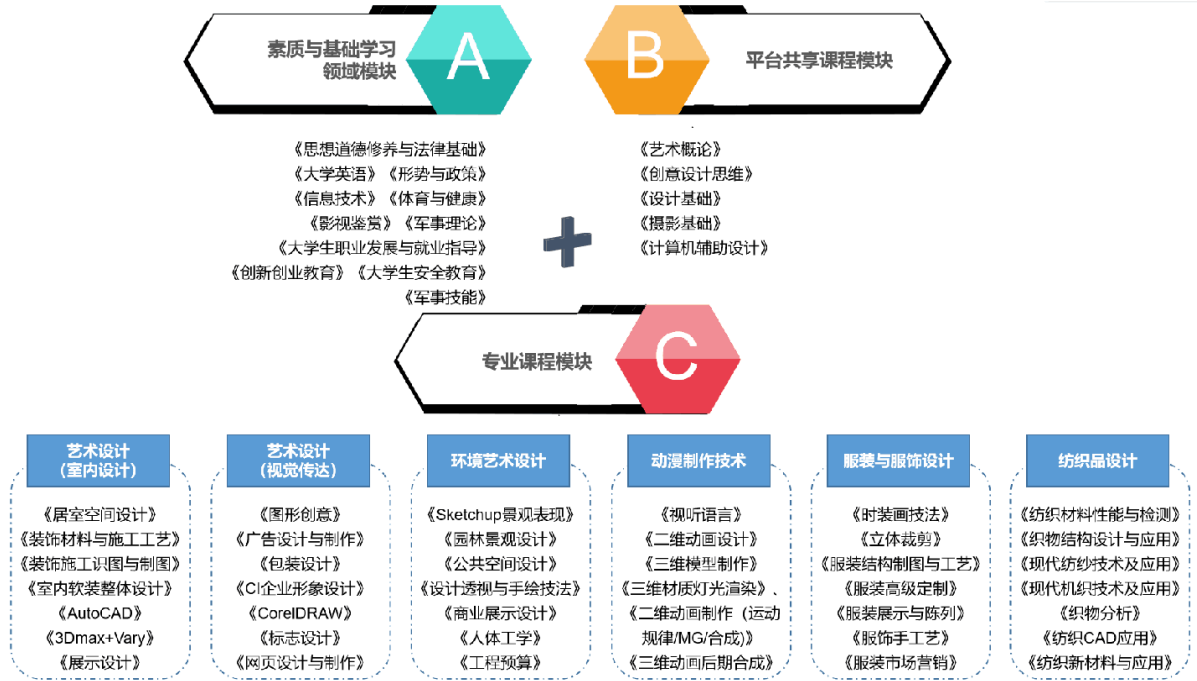 素质与基础学习
领域模块
A
B
平台共享课程模块
《思想道德修养与法律基础》
《大学英语》《形势与政策》
《信息技术》《体育与健康》
《影视鉴赏》《军事理论》
《大学生职业发展与就业指导》
《创新创业教育》《大学生安全教育》
《军事技能》
《艺术概论》
《创意设计思维》
《设计基础》
《摄影基础》
《计算机辅助设计》
专业课程模块
C
艺术设计
（室内设计）
《居室空间设计》
《装饰材料与施工工艺》
《装饰施工识图与制图》
《室内软装整体设计》
《AutoCAD》
《3Dmax+Vary》
《展示设计》
艺术设计
（视觉传达）
《图形创意》
《广告设计与制作》
《包装设计》
《CI企业形象设计》
《CorelDRAW》
《标志设计》
《网页设计与制作》
环境艺术设计
《Sketchup景观表现》
《园林景观设计》
《公共空间设计》
《设计透视与手绘技法》
《商业展示设计》
《人体工学》
《工程预算》
动漫制作技术
《视听语言》
《二维动画设计》
《三维模型制作》
《三维材质灯光渲染》、
《二维动画制作（运动
规律/MG/合成)》
《三维动画后期合成》
服装与服饰设计
《时装画技法》
《立体裁剪》
《服装结构制图与工艺》
《服装高级定制》
《服装展示与陈列》
《服饰手工艺》
《服装市场营销》
纺织品设计
《纺织材料性能与检测》
《织物结构设计与应用》
《现代纺纱技术及应用》
《现代机织技术及应用》
《织物分析》
《纺织CAD应用》
《纺织新材料与应用》